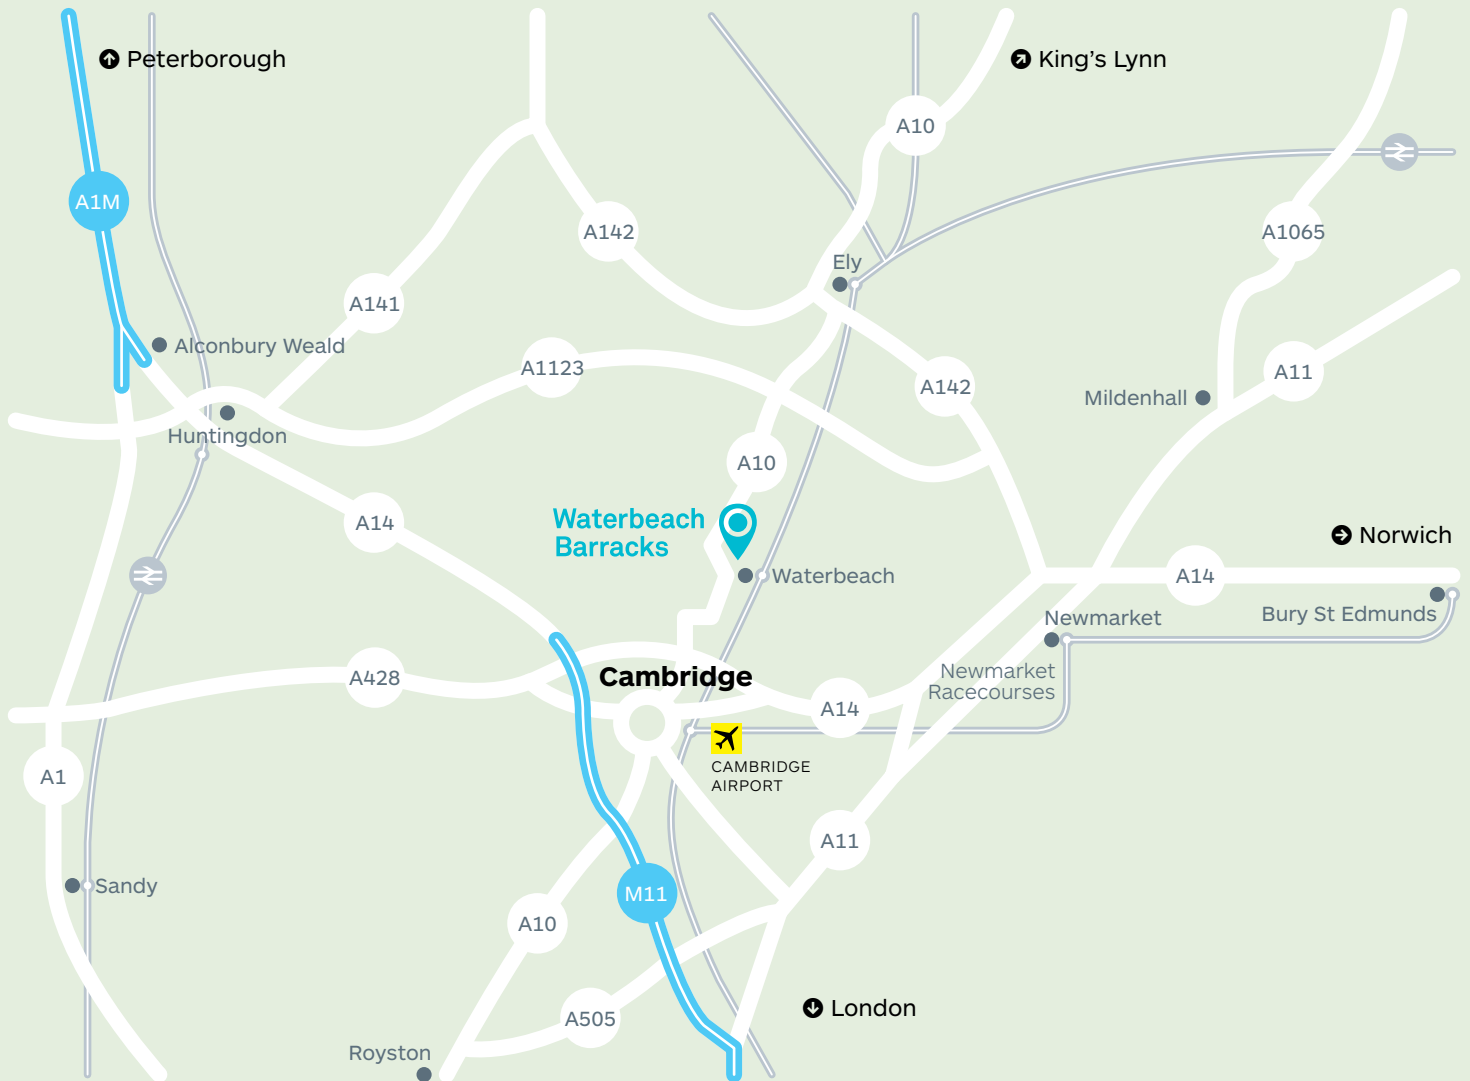 Peterborough
King's Lynn
A10
A1M
A142
A1065
Ely
A141
Alconbury Weald
A1123
A142
A11
Mildenhall
Huntingdon
A10
A14
Waterbeach
Barracks
Norwich
Waterbeach
A14
Bury St Edmunds
Newmarket
Newmarket
Racecourses
Cambridge
A428
A14
CAMBRIDGE
AIRPORT
A1
A11
Sandy
M11
A10
A505
London
Royston